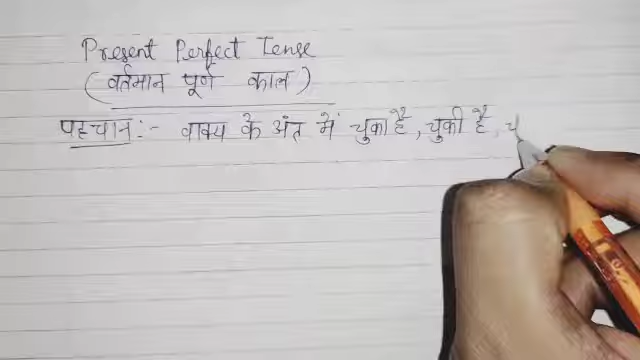 Present Perfect Tense
(वर्तमान पूर्ण काल)
पहचान :- वाक्य के अंत में चुका है, चुकी है,